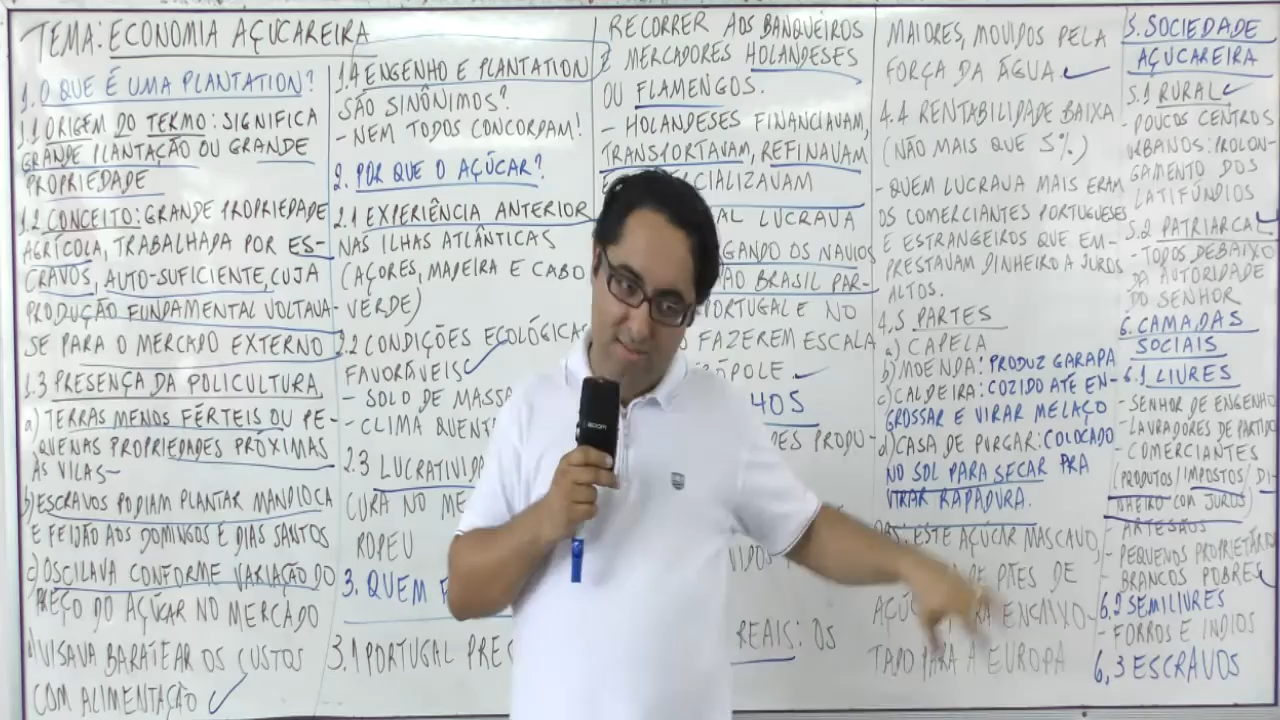 TEMA: ECONOMIA AÇUCAREIRA
1. O QUE É UMA PLANTATION?
1.1 ORIGEM DO TERMO: SIGNIFICA
GRANDE PLANTAÇÃO OU GRANDE
PROPRIEDADE
1.2 CONCEITO: GRANDE PROPRIEDADE
AGRÍCOLA, TRABALHADA POR ES-
CRAVOS, AUTO-SUFICIENTE, CUJA
PRODUÇÃO FUNDAMENTAL VOLTAVA-
SE PARA O MERCADO EXTERNO
1.3 PRESENÇA DA POLICULTURA
a) TERRAS MENOS FÉRTEIS OU PE-
QUENAS PROPRIEDADES PRÓXIMAS
ÀS VILAS
b) ESCRAVOS PODIAM PLANTAR MANDIOCA
E FEIJÃO AOS DOMINGOS E DIAS SANTOS
c) OSCILAVA CONFORME VARIAÇÃO DO
PREÇO DO AÇÚCAR NO MERCADO
d) VISAVA BARATEAR OS CUSTOS
COM ALIMENTAÇÃO
1.4 ENGENHO E PLANTATION
SÃO SINÔNIMOS?
- NEM TODOS CONCORDAM!
2. POR QUE O AÇÚCAR?
2.1 EXPERIÊNCIA ANTERIOR
NAS ILHAS ATLÂNTICAS
(AÇORES, MADEIRA E CABO
VERDE)
2.2 CONDIÇÕES ECOLÓGICAS
FAVORÁVEIS
- SOLO DE MASSA
- CLIMA QUENT
2.3 LUCRATIVID
CURA NO ME
ROPEU
3. QUEM F
3.1 PORTUGAL PREC
RECORRER AOS BANQUEIROS
E MERCADORES HOLANDESES
OU FLAMENGOS.
- HOLANDESES FINANCIAVAM,
TRANSPORTAVAM, REFINAVAM
E CIALIZAVAM
AL LUCRAVA
GANDO OS NAVIOS
AO BRASIL PAR-
PORTUGAL E NO
O FAZEREM ESCALA
ÓPOLE.
HOS
DES PRODU-
VIDOS
REAIS: OS
MAIORES, MOVIDOS PELA
FORÇA DA ÁGUA.
4.4 RENTABILIDADE BAIXA
(NÃO MAIS QUE 5%)
- QUEM LUCRAVA MAIS ERAM
OS COMERCIANTES PORTUGUESES
E ESTRANGEIROS QUE EM-
PRESTAVAM DINHEIRO A JUROS
ALTOS.
4.5 PARTES
a) CAPELA
b) MOENDA: PRODUZ GARAPA
c) CALDEIRA: COZIDO ATÉ EN-
GROSSAR E VIRAR MELAÇO
d) CASA DE PURGAR: COLOCADO
NO SOL PARA SECAR PRA
VIRAR RAPADURA.
ESTE AÇÚCAR MASCAVO
DE PÃES DE
AÇÚC RA ENCAIXO-
TADO PARA A EUROPA
5. SOCIEDADE
AÇUCAREIRA
5.1 RURAL
- POUCOS CENTROS
URBANOS: PROLON-
GAMENTO DOS
LATIFÚNDIOS
5.2 PATRIARCAL
- TODOS DEBAIXO
DA AUTORIDADE
DO SENHOR
6. CAMADAS
SOCIAIS
6.1 LIVRES
- SENHOR DE ENGENHO
- LAVRADORES DE PARTIDO
- COMERCIANTES
(PRODUTOS/IMPOSTOS/DI-
NHEIRO COM JUROS)
- ARTESÃOS
- PEQUENOS PROPRIETÁRIO
- BRANCOS POBRES
6.2 SEMILIVRES
- FORROS E ÍNDIOS
6.3 ESCRAVOS
zoom